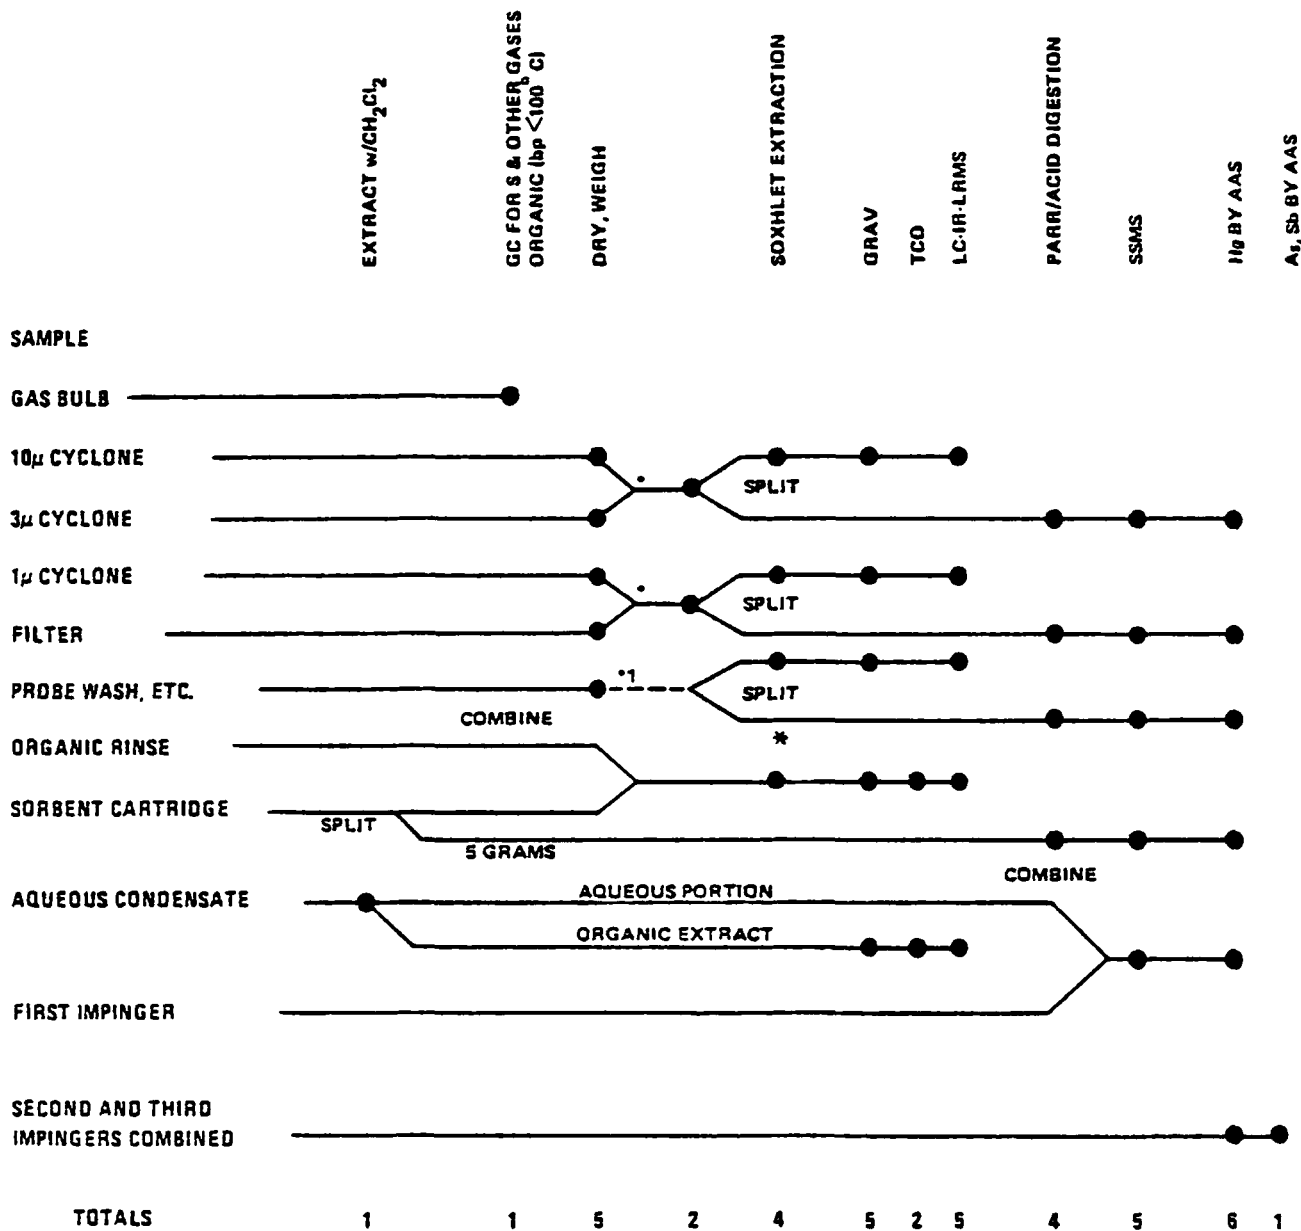 EXTRACT w/CH2Cl2
GC FOR S & OTHER GASES
ORGANIC (bp <100° C)
DRY, WEIGH
SOXHLET EXTRACTION
GRAV
TCO
LC-IR-LRMS
PARR/ACID DIGESTION
SSMS
Hg BY AAS
As, Sb BY AAS
SAMPLE
GAS BULB
10μ CYCLONE
SPLIT
3μ CYCLONE
1μ CYCLONE
SPLIT
FILTER
PROBE WASH, ETC.
*1
SPLIT
COMBINE
ORGANIC RINSE
*
SORBENT CARTRIDGE
SPLIT
5 GRAMS
COMBINE
AQUEOUS CONDENSATE
AQUEOUS PORTION
ORGANIC EXTRACT
FIRST IMPINGER
SECOND AND THIRD
IMPINGERS COMBINED
TOTALS 1 1 5 2 4 5 2 5 4 5 6 1